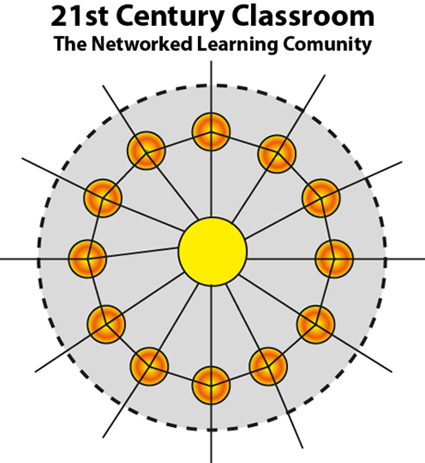 21st Century Classroom
The Networked Learning Comunity